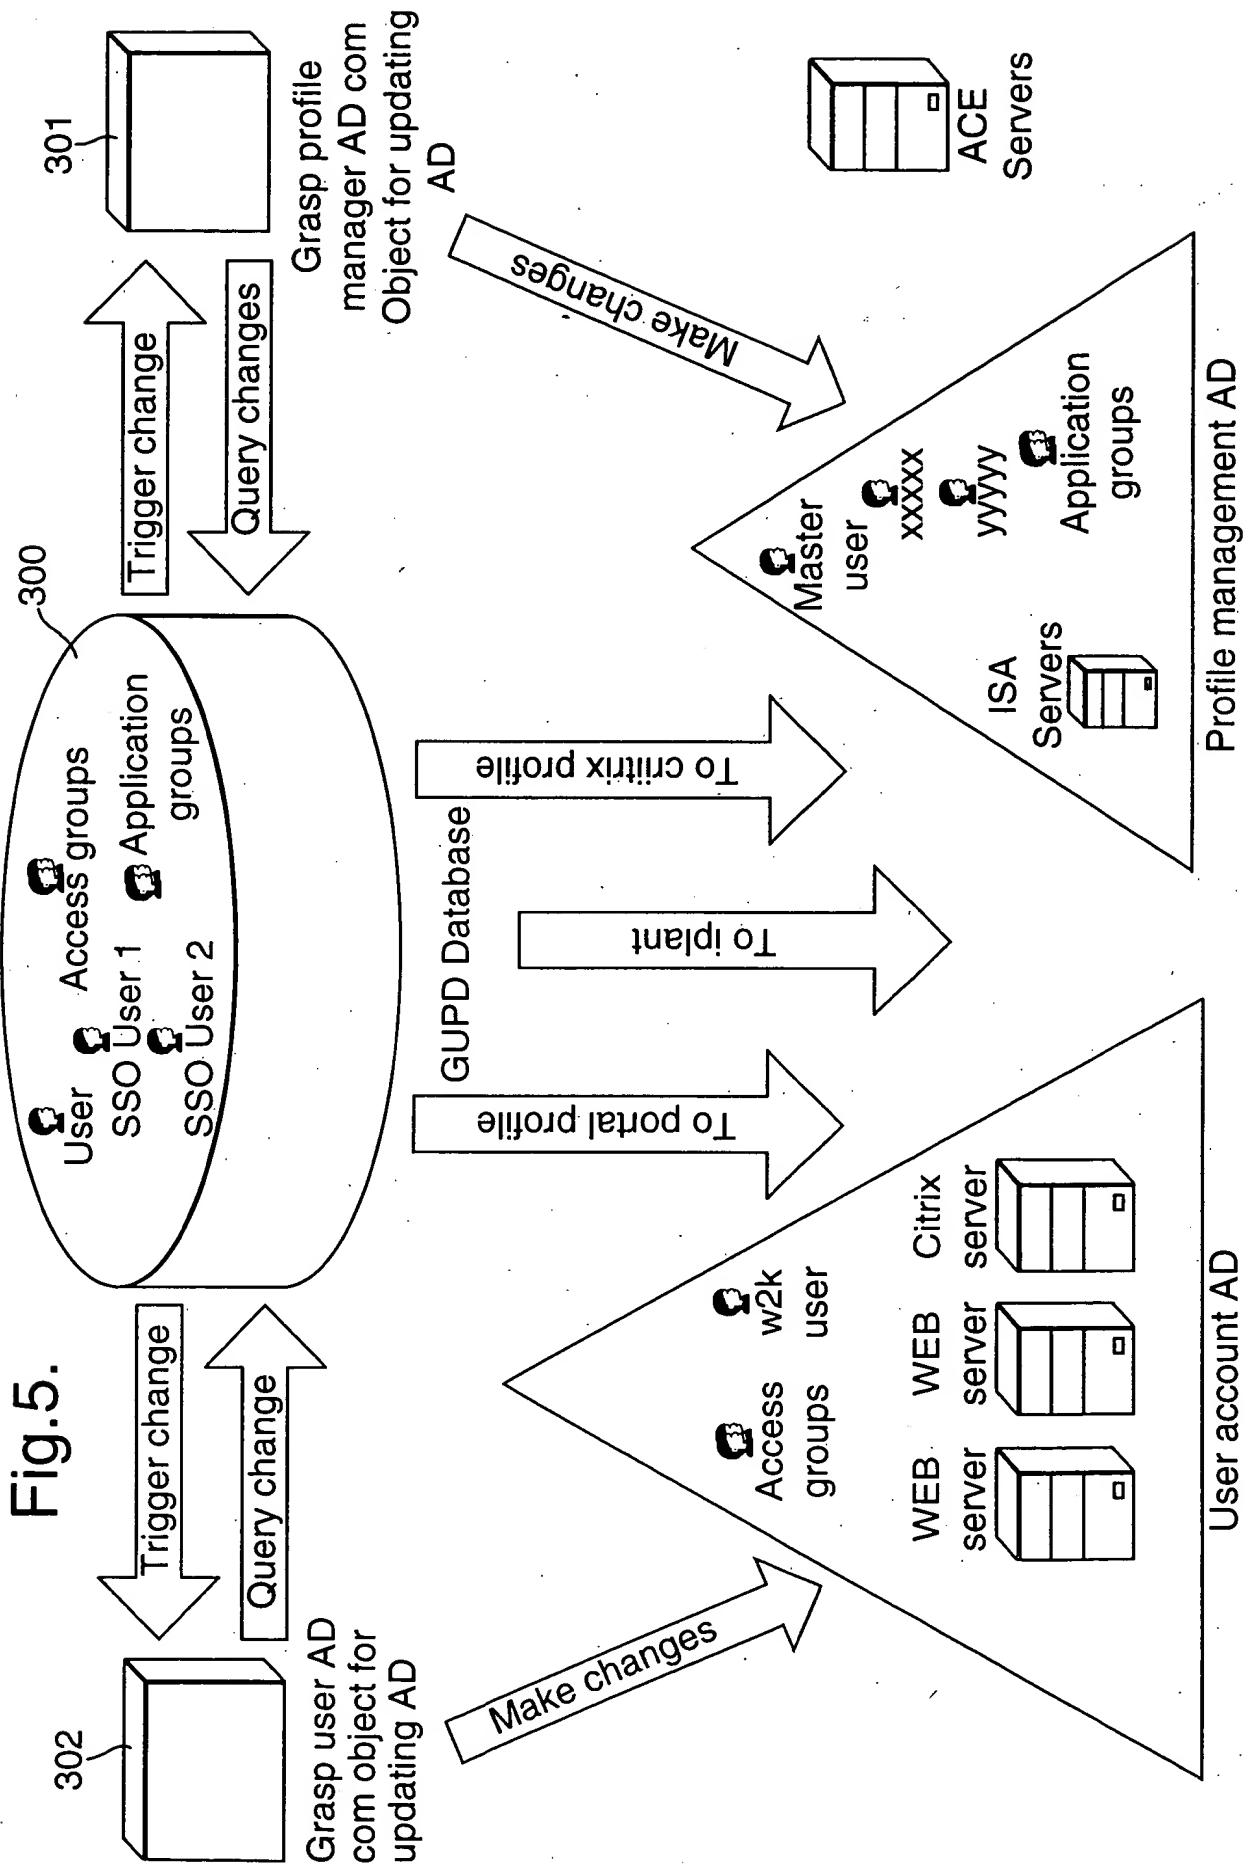 Fig.5.
302
Grasp user AD
com object for
updating AD
Trigger change
Query change
300
User
SSO User 1
SSO User 2
Access groups
Application
groups
GUPD Database
Trigger change
Query changes
301
Grasp profile
manager AD com
Object for updating
AD
Make changes
To portal profile
To iplant
To criitrix profile
Make changes
Access
groups
w2k
user
WEB
server
WEB
server
Citrix
server
User account AD
Master
user
xxxxx
yyyyy
Application
groups
ISA
Servers
Profile management AD
ACE
Servers